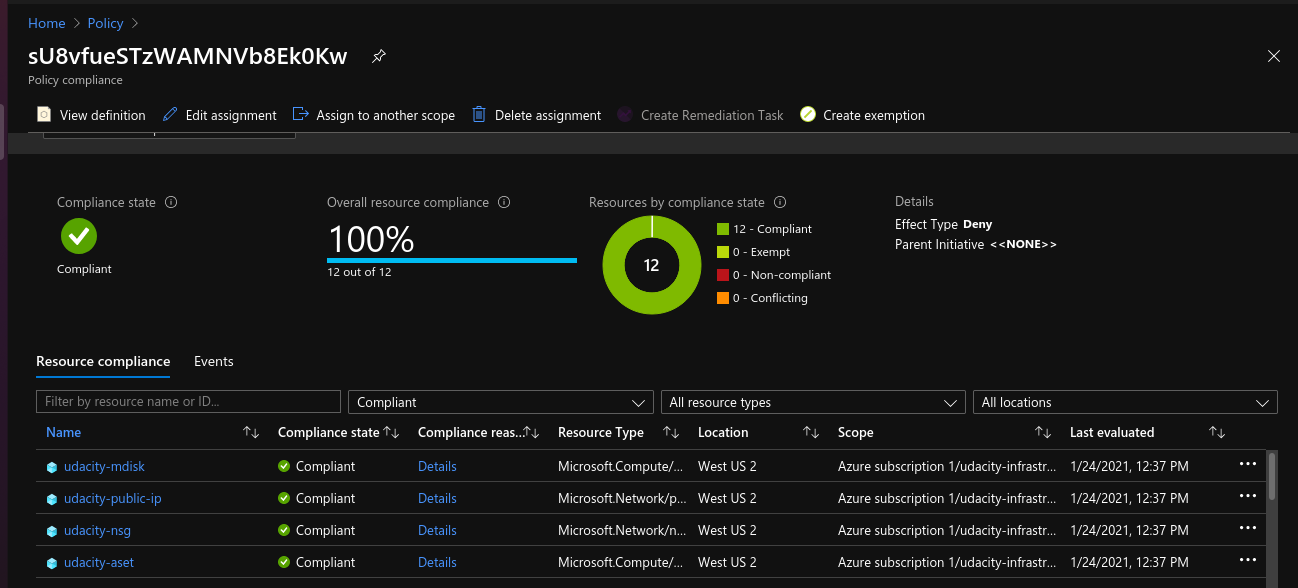 Home > Policy >
sU8vfueSTzWAMNVb8Ek0Kw
Policy compliance
View definition Edit assignment Assign to another scope Delete assignment Create Remediation Task Create exemption
Compliance state Overall resource compliance Resources by compliance state Details
Compliant
100%
12 out of 12
12
12 - Compliant
0 - Exempt
0 - Non-compliant
0 - Conflicting
Effect Type Deny
Parent Initiative <<NONE>>
Resource compliance Events
Filter by resource name or ID... Compliant All resource types All locations
Name Compliance state Compliance reas... Resource Type Location Scope Last evaluated
udacity-mdisk Compliant Details Microsoft.Compute/... West US 2 Azure subscription 1/udacity-infrastr... 1/24/2021, 12:37 PM ...
udacity-public-ip Compliant Details Microsoft.Network/p... West US 2 Azure subscription 1/udacity-infrastr... 1/24/2021, 12:37 PM ...
udacity-nsg Compliant Details Microsoft.Network/n... West US 2 Azure subscription 1/udacity-infrastr... 1/24/2021, 12:37 PM ...
udacity-aset Compliant Details Microsoft.Compute/... West US 2 Azure subscription 1/udacity-infrastr... 1/24/2021, 12:37 PM ...